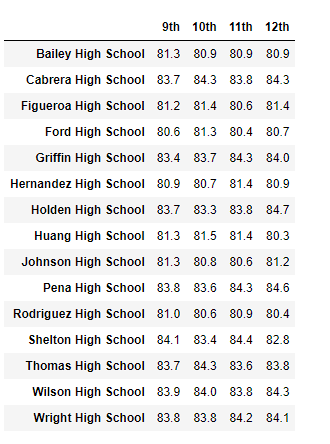 9th 10th 11th 12th
Bailey High School 81.3 80.9 80.9 80.9
Cabrera High School 83.7 84.3 83.8 84.3
Figueroa High School 81.2 81.4 80.6 81.4
Ford High School 80.6 81.3 80.4 80.7
Griffin High School 83.4 83.7 84.3 84.0
Hernandez High School 80.9 80.7 81.4 80.9
Holden High School 83.7 83.3 83.8 84.7
Huang High School 81.3 81.5 81.4 80.3
Johnson High School 81.3 80.8 80.6 81.2
Pena High School 83.8 83.6 84.3 84.6
Rodriguez High School 81.0 80.6 80.9 80.4
Shelton High School 84.1 83.4 84.4 82.8
Thomas High School 83.7 84.3 83.6 83.8
Wilson High School 83.9 84.0 83.8 84.3
Wright High School 83.8 83.8 84.2 84.1